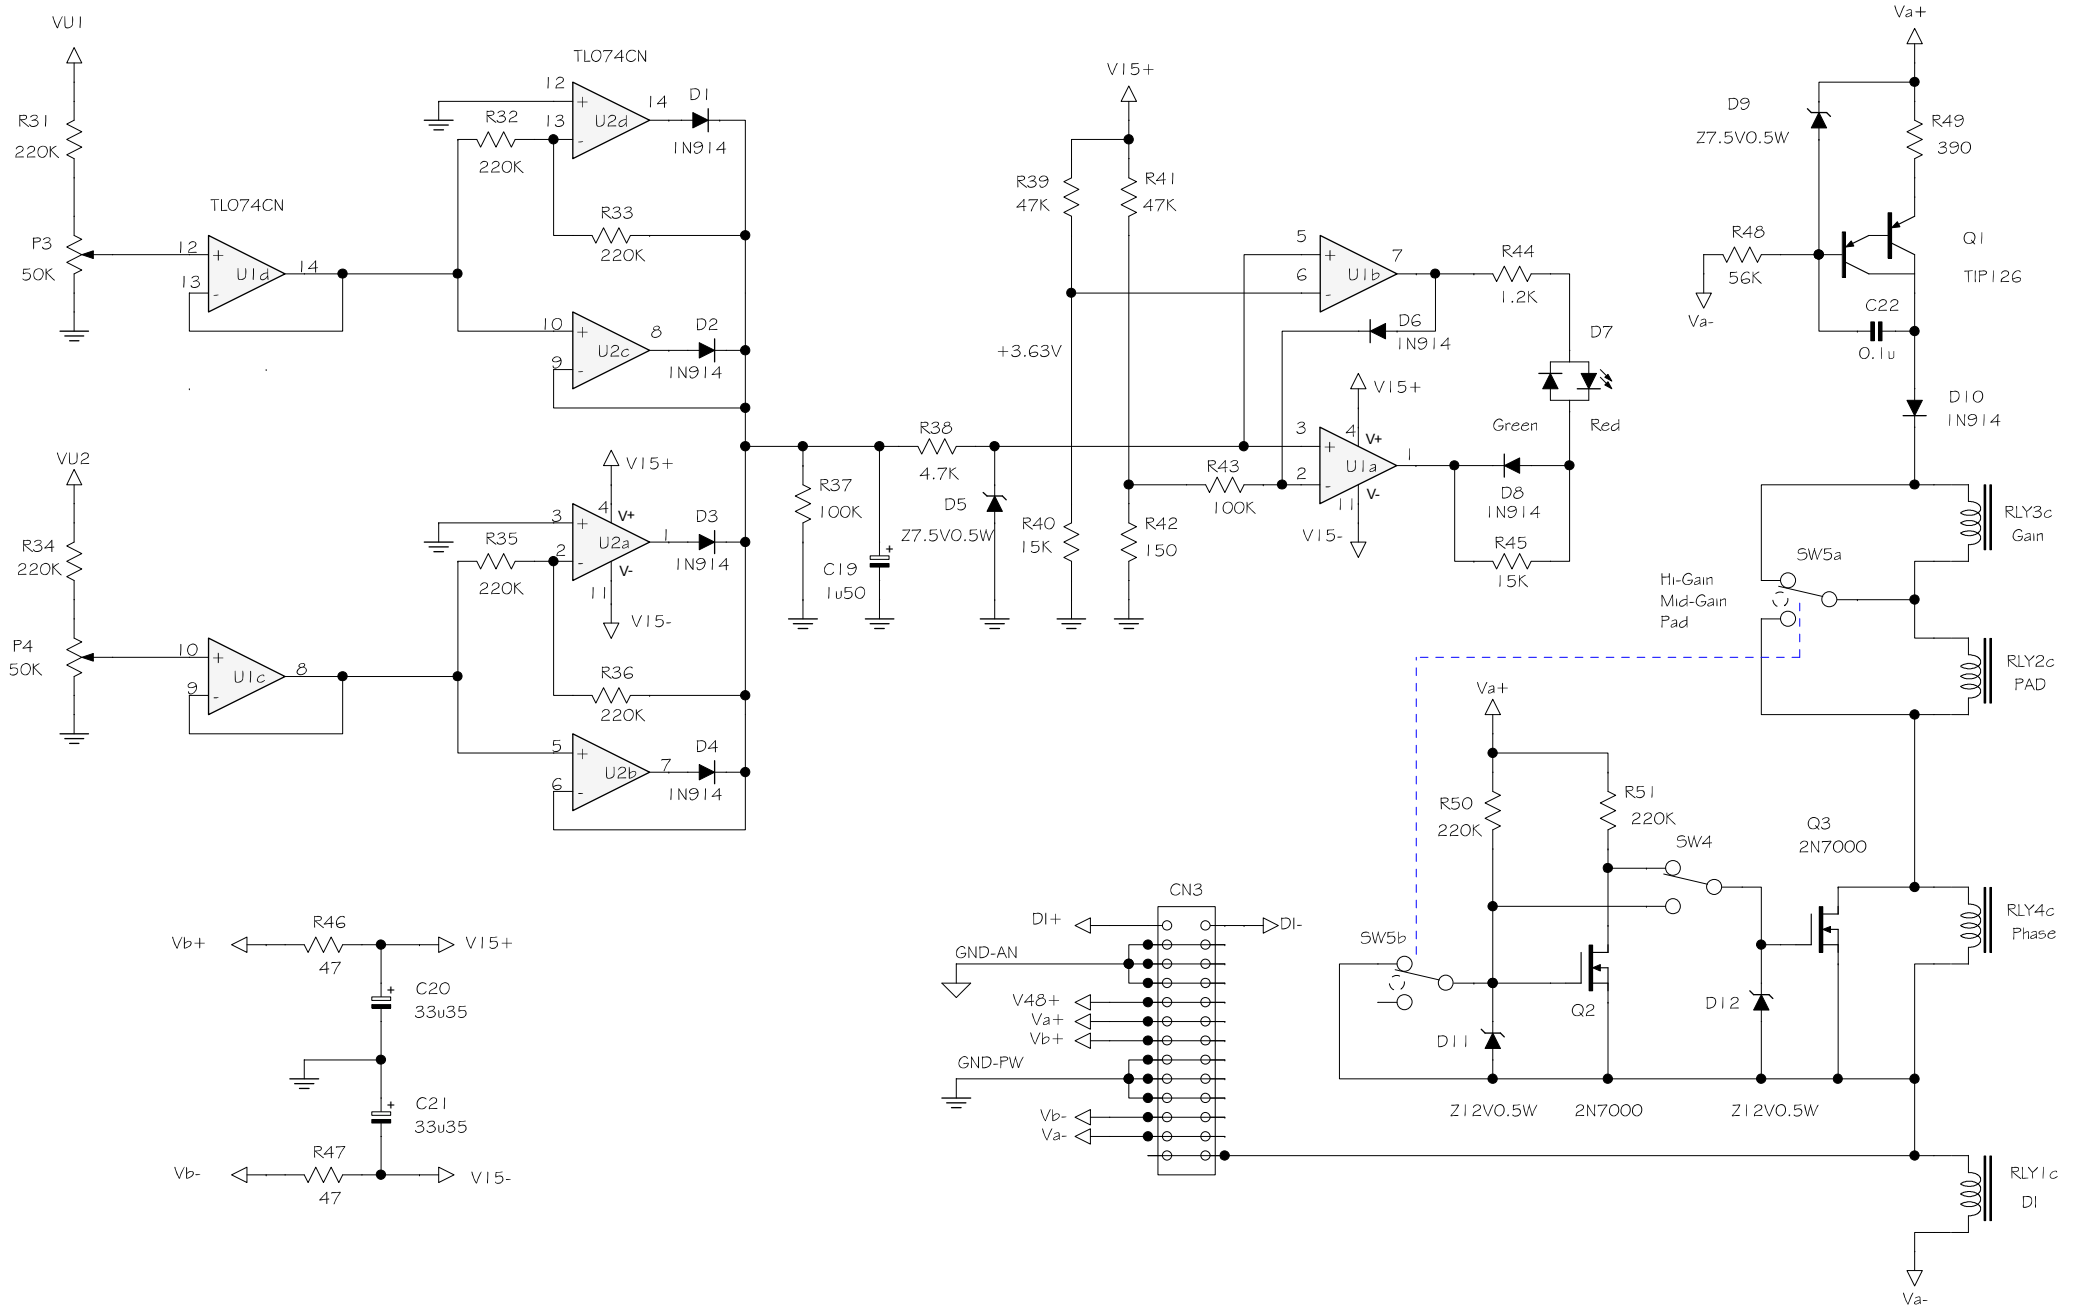 VU1
R31
220K
P3
50K
TL074CN
12
13
+
-
U1d
14
TL074CN
12
13
+
-
U2d
14
D1
1N914
R32
220K
R33
220K
10
9
+
-
U2c
8
D2
1N914
VU2
R34
220K
P4
50K
10
9
+
-
U1c
8
V15+
3
2
4
V+
+
-
U2a
V-
11
1
V15-
D3
1N914
R35
220K
R36
220K
5
6
+
-
U2b
7
D4
1N914
R37
100K
C19
1u50
+
R38
4.7K
D5
Z7.5V0.5W
V15+
R39
47K
R41
47K
+3.63V
R40
15K
R42
150
R43
100K
5
6
+
-
U1b
7
D6
1N914
R44
1.2K
D7
Green
Red
V15+
3
2
4
V+
+
-
U1a
V-
11
1
V15-
D8
1N914
R45
15K
Va+
D9
Z7.5V0.5W
R49
390
R48
56K
Va-
Q1
TIP126
C22
0.1u
D10
1N914
RLY3c
Gain
SW5a
Hi-Gain
Mid-Gain
Pad
RLY2c
PAD
Va+
R50
220K
R51
220K
SW4
Q3
2N7000
RLY4c
Phase
SW5b
Q2
D11
D12
Z12V0.5W
2N7000
Z12V0.5W
RLY1c
DI
Va-
R46
Vb+
47
V15+
C20
33u35
+
C21
33u35
+
R47
Vb-
47
V15-
CN3
DI+
DI-
GND-AN
V48+
Va+
Vb+
GND-PW
Vb-
Va-